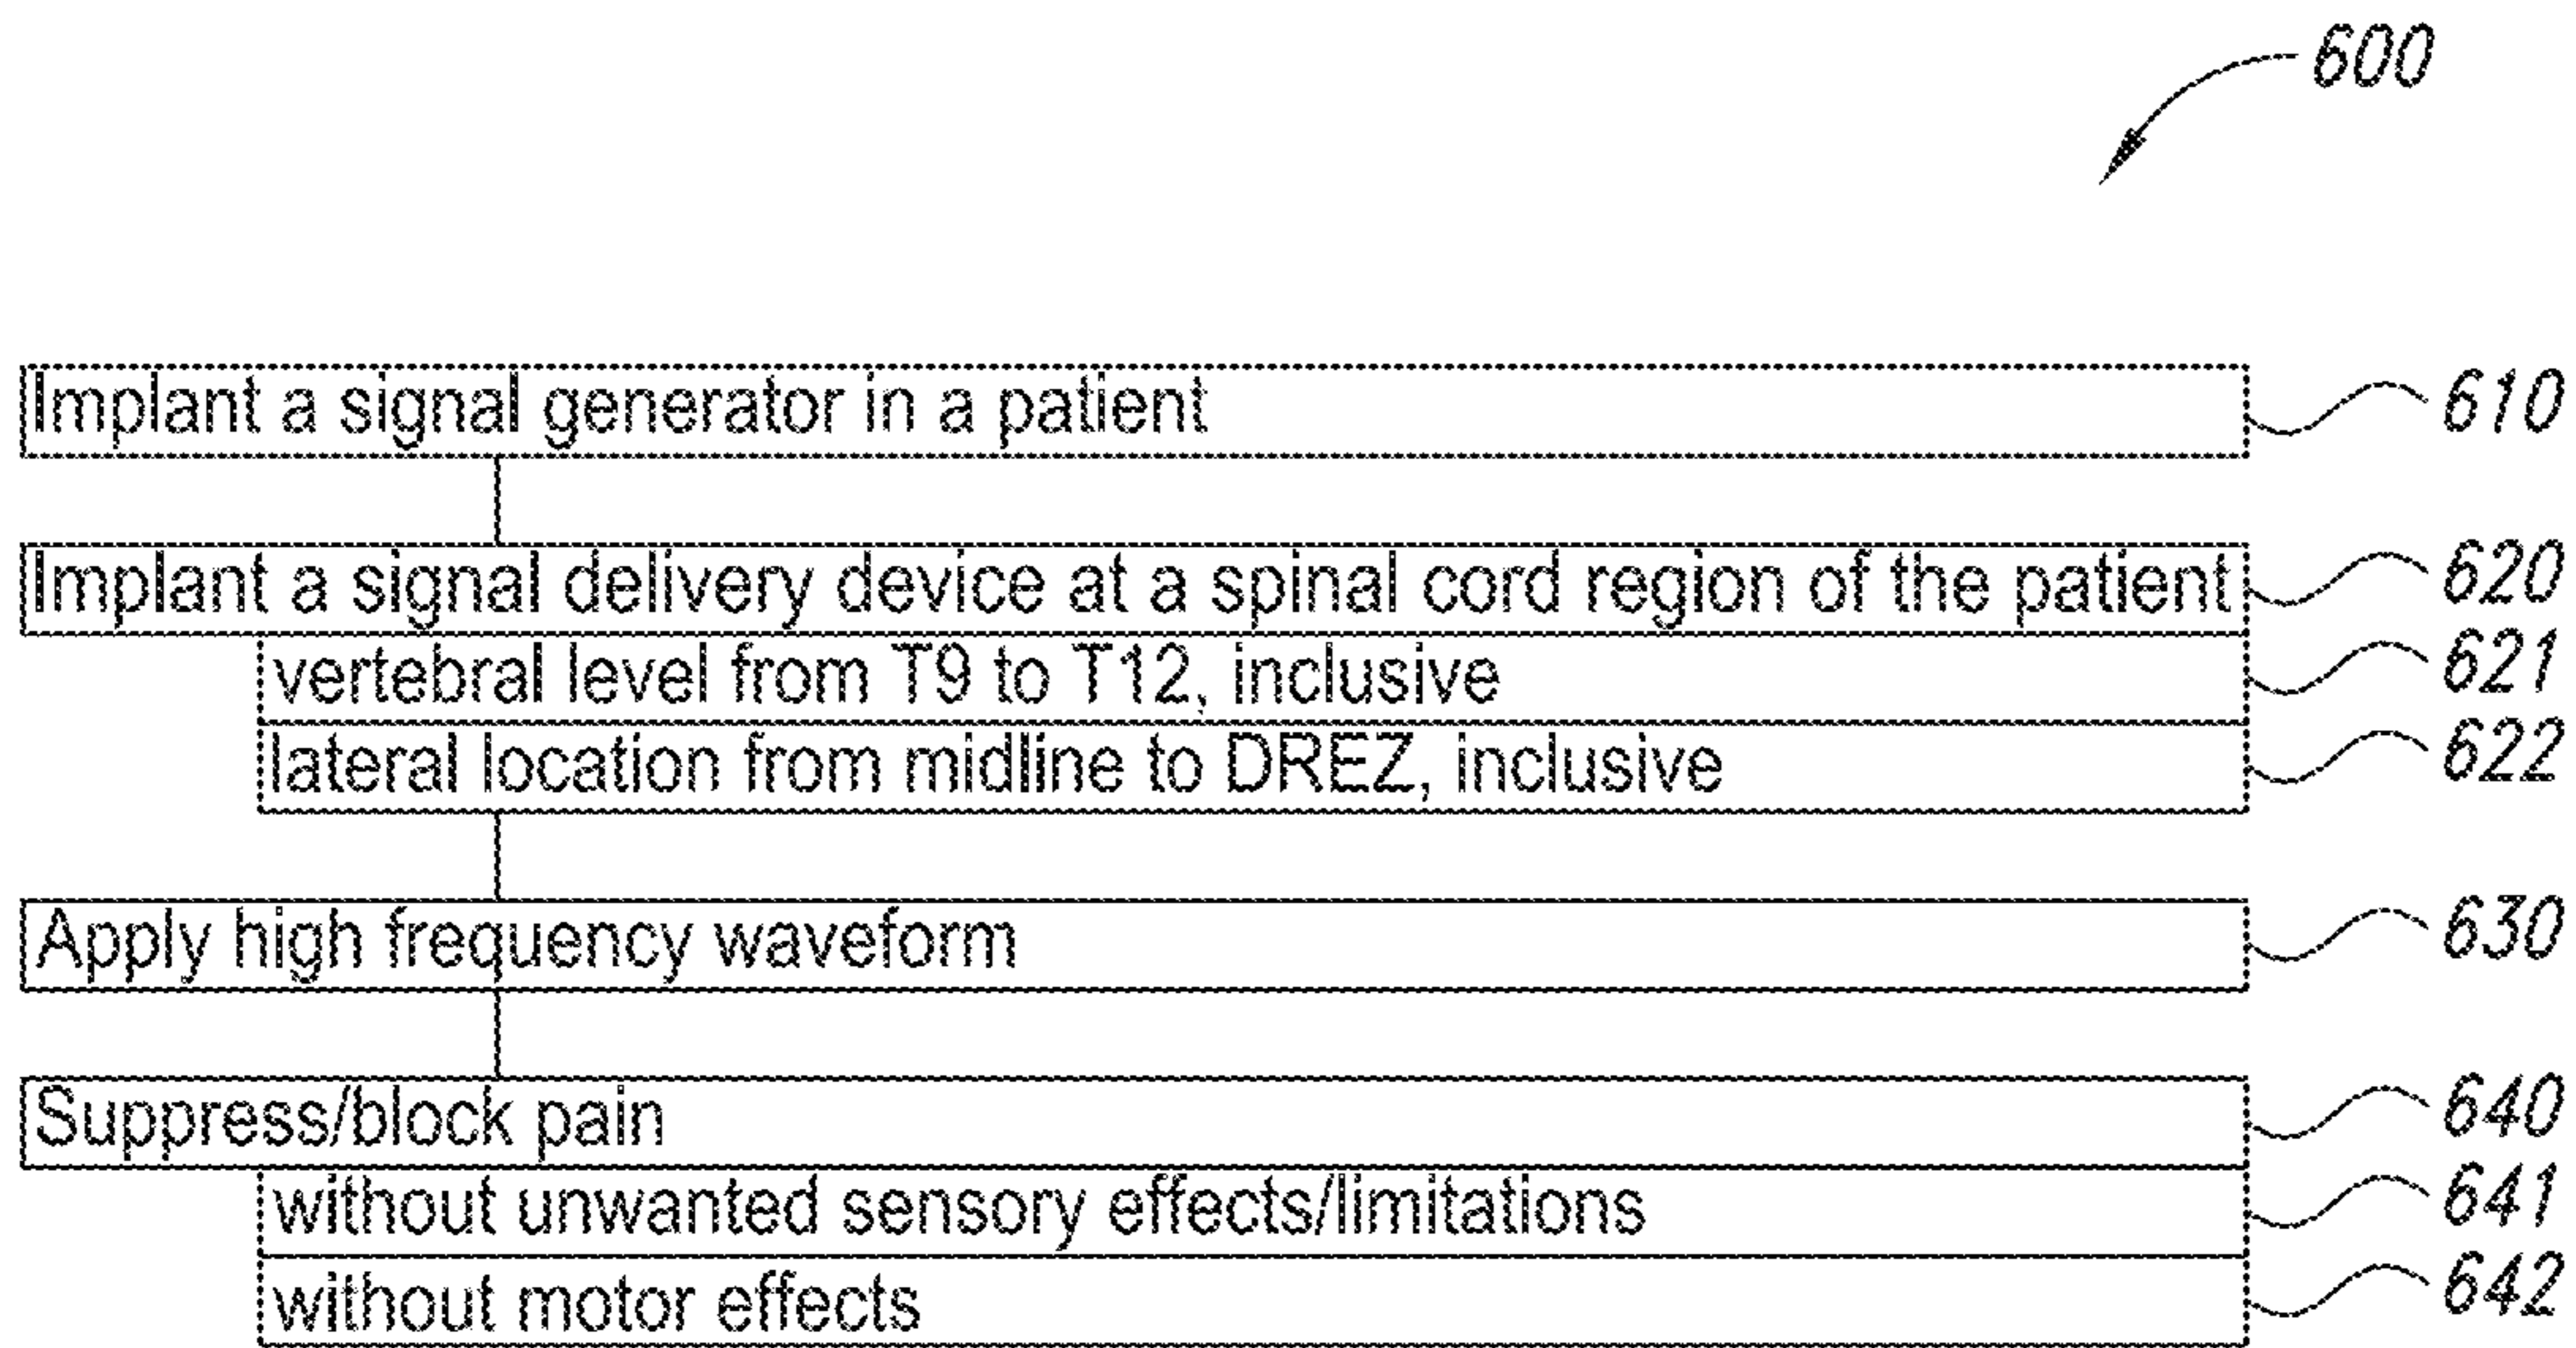 600
Implant a signal generator in a patient 610
Implant a signal delivery device at a spinal cord region of the patient 620
vertebral level from T9 to T12, inclusive 621
lateral location from midline to DREZ, inclusive 622
Apply high frequency waveform 630
Suppress/block pain 640
without unwanted sensory effects/limitations 641
without motor effects 642